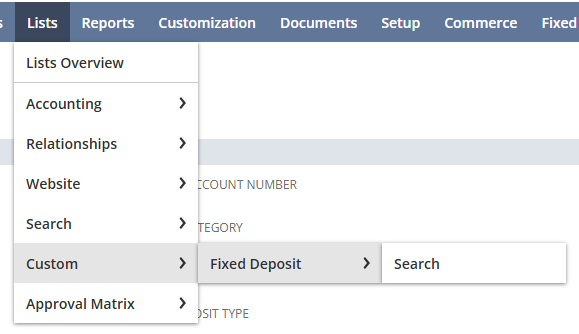 s Lists Reports Customization Documents Setup Commerce Fixed
Lists Overview
Accounting
Relationships
Website
CCOUNT NUMBER
Search
TEGORY
Custom Fixed Deposit Search
Approval Matrix
OSIT TYPE